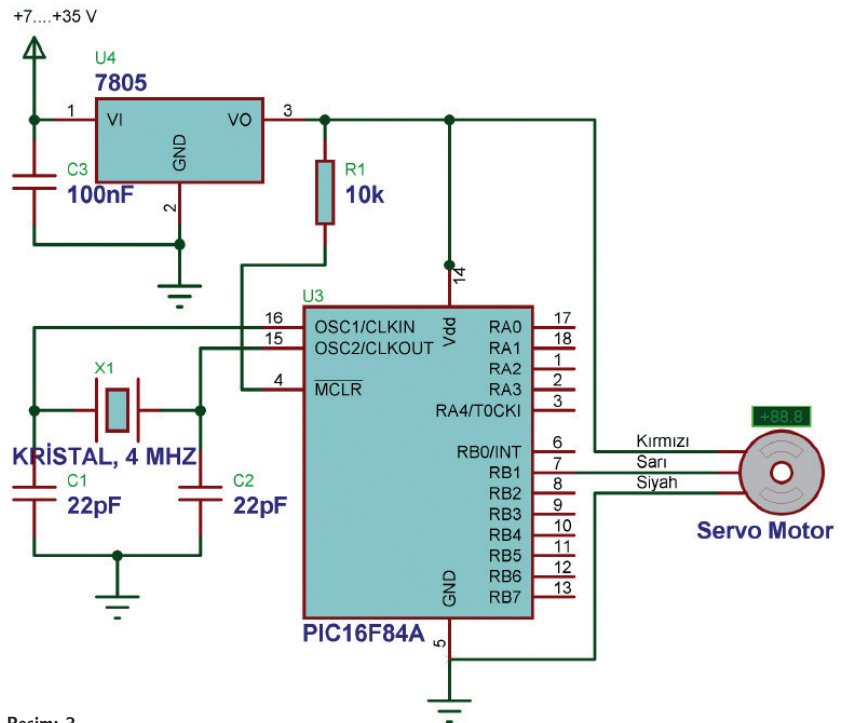 +7....+35 V
U4
7805
1
VI
VO
3
GND
2
C3
100nF
R1
10k
U3
14
16
OSC1/CLKIN
15
OSC2/CLKOUT
Vdd
4
MCLR
RA0
17
RA1
18
RA2
1
RA3
2
RA4/T0CKI
3
RB0/INT
6
RB1
7
RB2
8
RB3
9
RB4
10
RB5
11
RB6
12
RB7
13
GND
5
PIC16F84A
X1
KRİSTAL, 4 MHZ
C1
22pF
C2
22pF
+88.8
Kırmızı
Sarı
Siyah
Servo Motor
Resim: 2